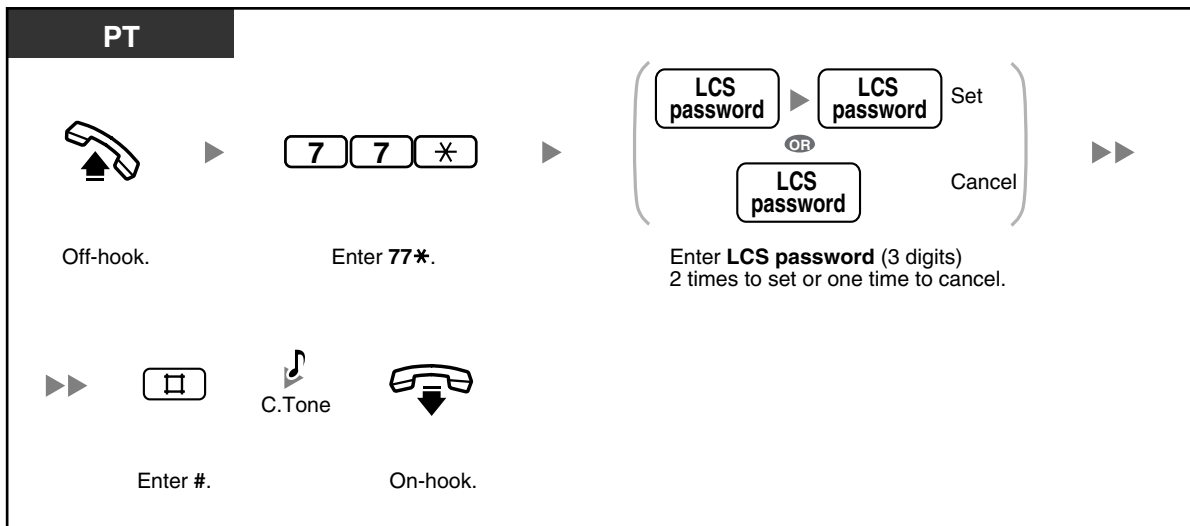 PT
LCS
password
LCS
password
Set
OR
LCS
password
Cancel
7 7 *
Off-hook.
Enter 77*.
Enter LCS password (3 digits)
2 times to set or one time to cancel.
#
C.Tone
Enter #.
On-hook.